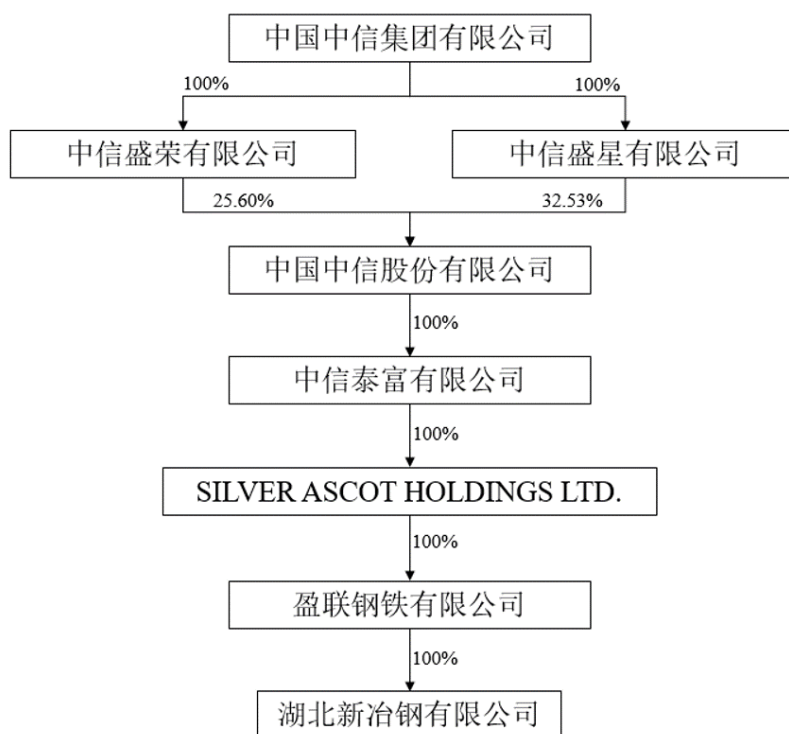 中国中信集团有限公司
100%
100%
中信盛荣有限公司
中信盛星有限公司
25.60%
32.53%
中国中信股份有限公司
100%
中信泰富有限公司
100%
SILVER ASCOT HOLDINGS LTD.
100%
盈联钢铁有限公司
100%
湖北新冶钢有限公司